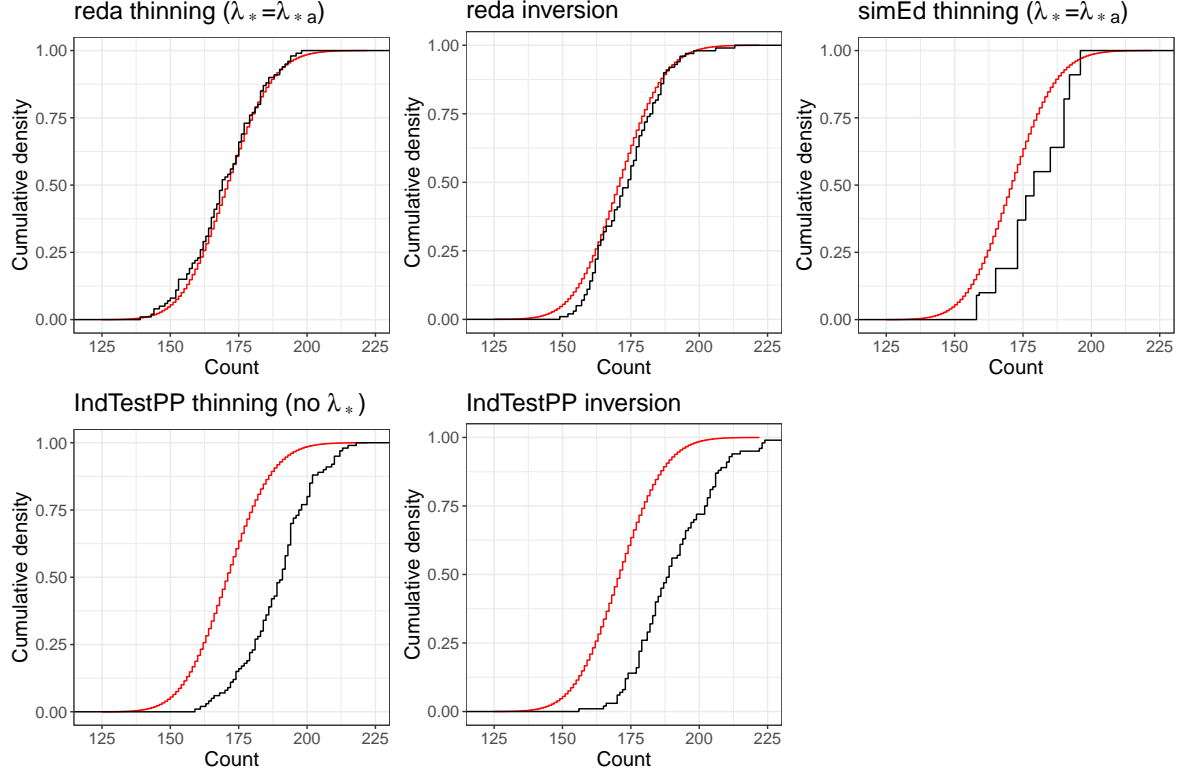 reda thinning (λ*=λ*a)
reda inversion
simEd thinning (λ*=λ*a)
Cumulative density
1.00
0.75
0.50
0.25
0.00
125 150 175 200 225
Count
Cumulative density
1.00
0.75
0.50
0.25
0.00
125 150 175 200 225
Count
Cumulative density
1.00
0.75
0.50
0.25
0.00
125 150 175 200 225
Count
IndTestPP thinning (no λ*)
IndTestPP inversion
Cumulative density
1.00
0.75
0.50
0.25
0.00
125 150 175 200 225
Count
Cumulative density
1.00
0.75
0.50
0.25
0.00
125 150 175 200 225
Count